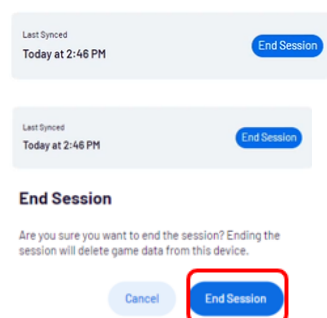 Last Synced
Today at 2:46 PM
End Session
Last Synced
Today at 2:46 PM
End Session
End Session
Are you sure you want to end the session? Ending the
session will delete game data from this device.
Cancel
End Session